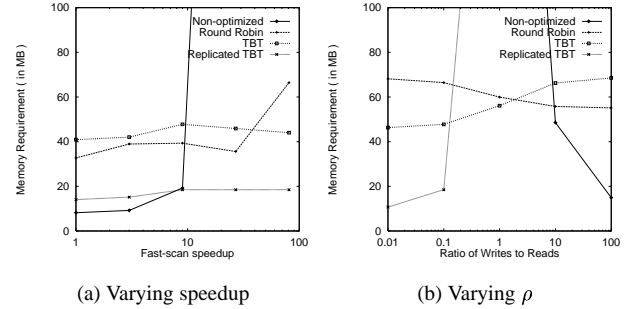 100
80
60
40
20
0
1
10
100
Memory Requirement ( in MB )
Fast-scan speedup
Non-optimized
Round Robin
TBT
Replicated TBT
(a) Varying speedup
100
80
60
40
20
0
0.01
0.1
1
10
100
Memory Requirement ( in MB )
Ratio of Writes to Reads
Non-optimized
Round Robin
TBT
Replicated TBT
(b) Varying ρ